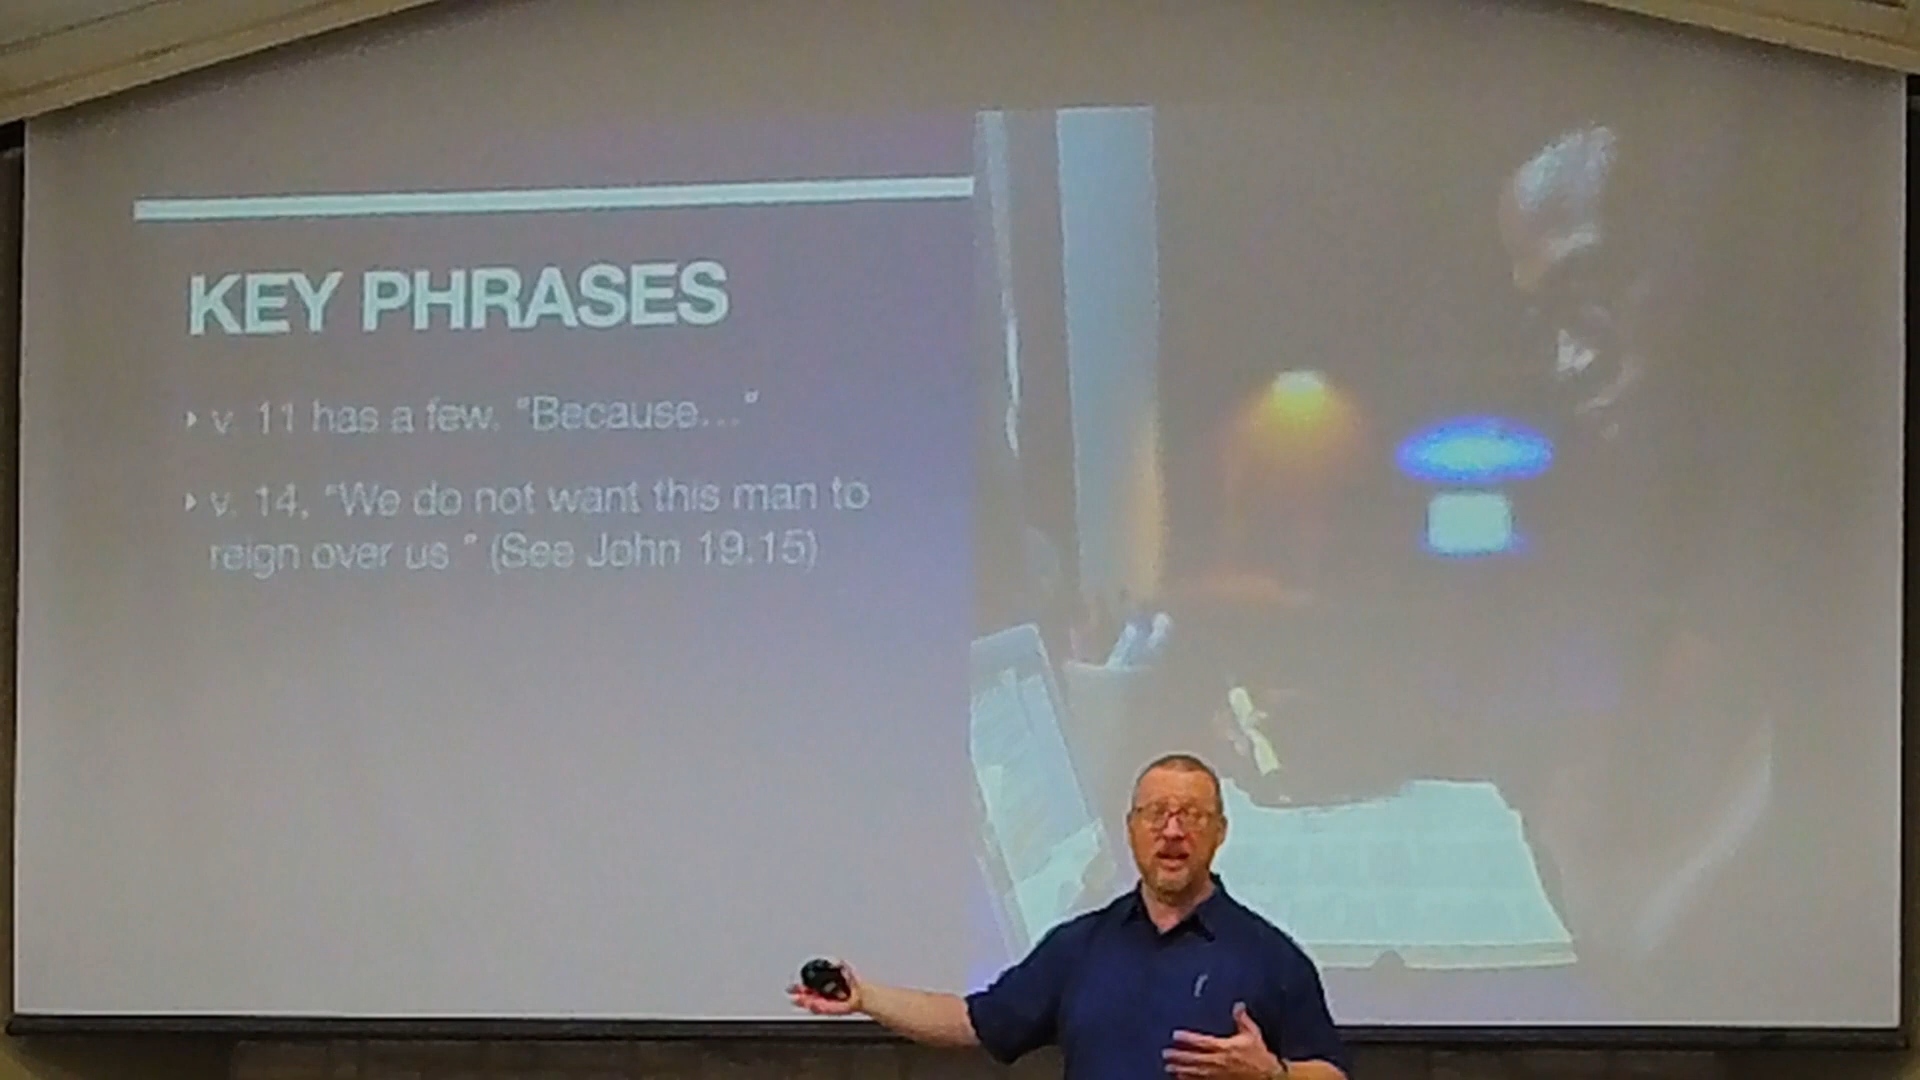 KEY PHRASES
v. 11 has a few. "Because..."
v. 14, "We do not want this man to
reign over us." (See John 19.15)